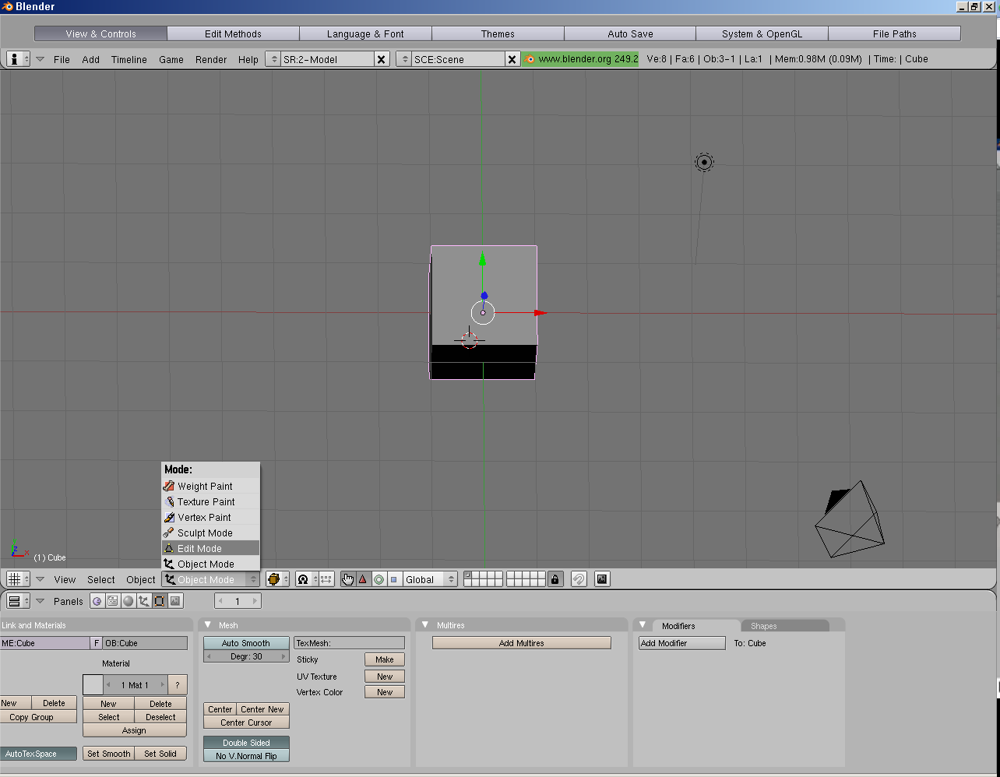 Blender
View & Controls Edit Methods Language & Font Themes Auto Save System & OpenGL File Paths
File Add Timeline Game Render Help SR:2-Model SCE:Scene www.blender.org 249.2 Ve:8 | Fa:6 | Ob:3-1 | La:1 | Mem:0.98M (0.09M) | Time: | Cube
Mode:
Weight Paint
Texture Paint
Vertex Paint
Sculpt Mode
Edit Mode
Object Mode
z x (1) Cube
View Select Object Object Mode Global
Panels 1
Link and Materials Mesh Multires Modifiers Shapes
ME:Cube F OB:Cube Auto Smooth TexMesh: Add Multires Add Modifier To: Cube
Degr: 30
Material Sticky Make
UV Texture New
1 Mat 1 ? Vertex Color New
New Delete New Delete Center Center New
Copy Group Select Deselect Center Cursor
Assign
Double Sided
AutoTexSpace Set Smooth Set Solid No V.Normal Flip